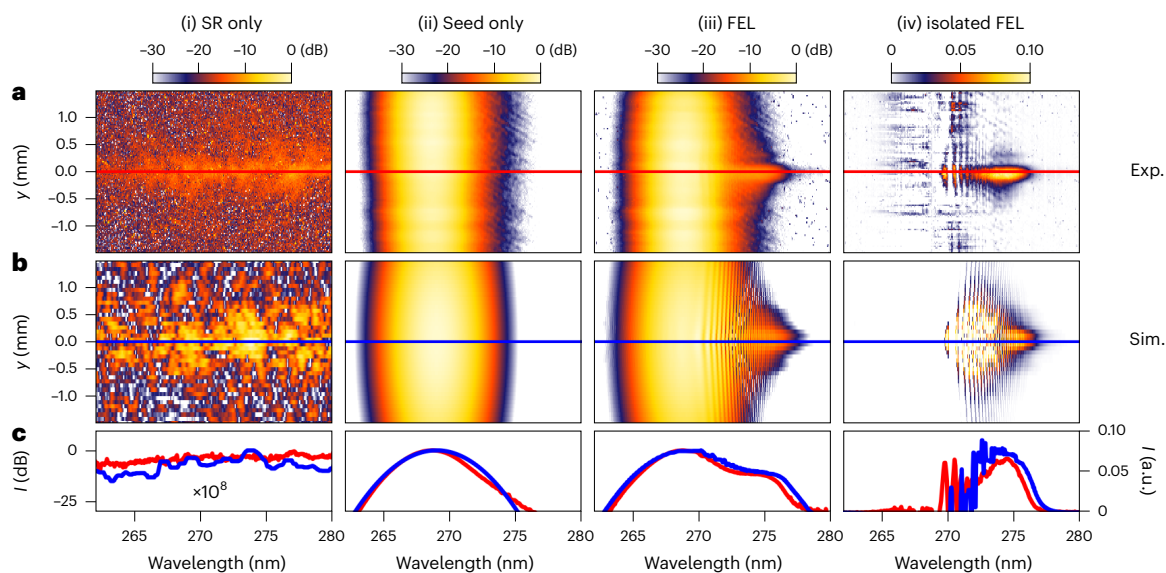 (i) SR only (ii) Seed only (iii) FEL (iv) isolated FEL
−30 −20 −10 0 (dB) −30 −20 −10 0 (dB) −30 −20 −10 0 (dB) 0 0.05 0.10
a
y (mm)
1.0
0.5
0.0
−0.5
−1.0
Exp.
b
y (mm)
1.0
0.5
0.0
−0.5
−1.0
Sim.
c
I (dB)
0
−25
×10⁸
0.10
0.05
0
I (a.u.)
265 270 275 280 265 270 275 280 265 270 275 280 265 270 275 280
Wavelength (nm) Wavelength (nm) Wavelength (nm) Wavelength (nm)